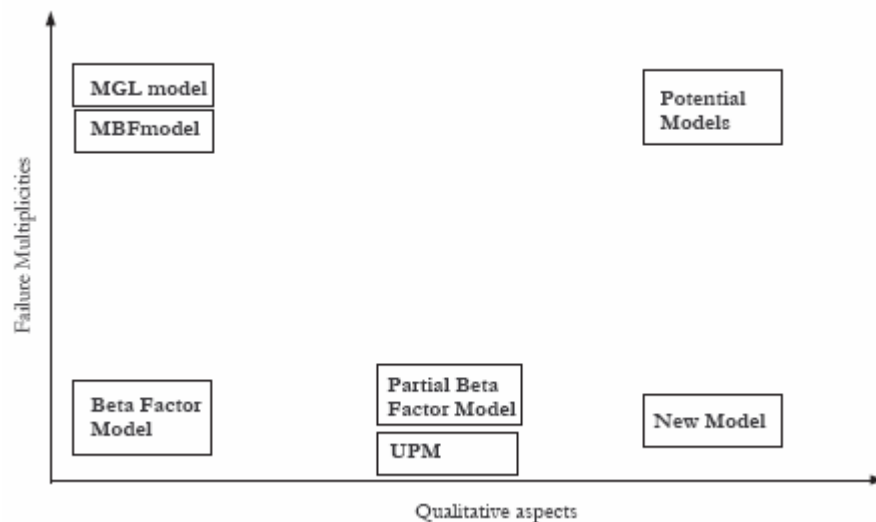 MGL model
MBFmodel
Potential
Models
Failure Multiplicities
Beta Factor
Model
Partial Beta
Factor Model
UPM
New Model
Qualitative aspects